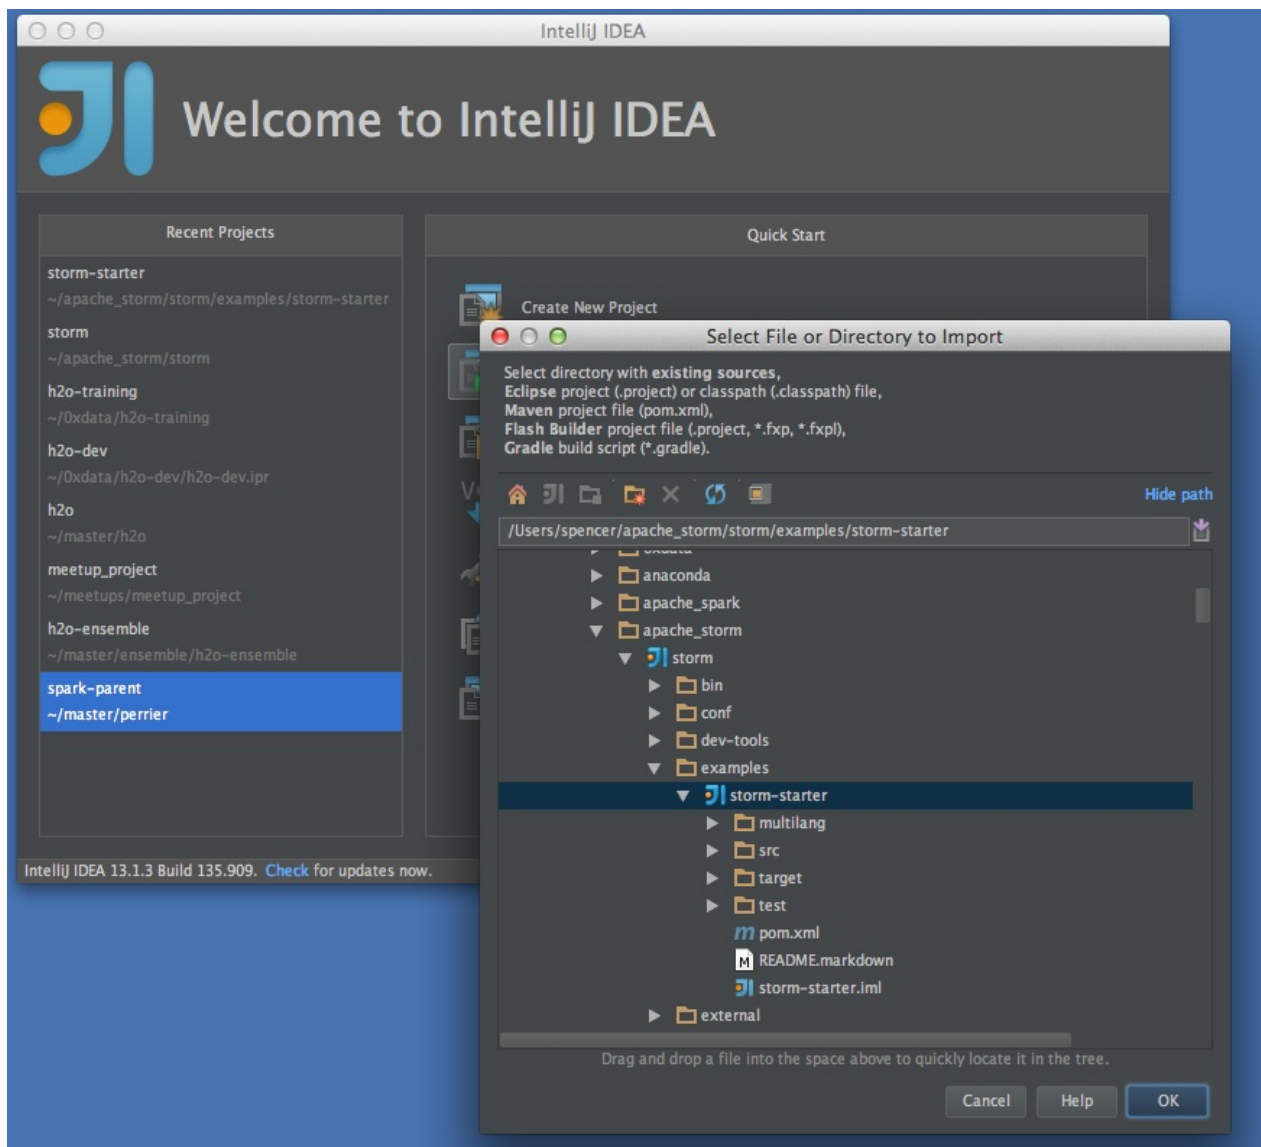 IntelliJ IDEA
Welcome to IntelliJ IDEA
Recent Projects
storm-starter
~/apache_storm/storm/examples/storm-starter
storm
~/apache_storm/storm
h2o-training
~/0xdata/h2o-training
h2o-dev
~/0xdata/h2o-dev/h2o-dev.ipr
h2o
~/master/h2o
meetup_project
~/meetups/meetup_project
h2o-ensemble
~/master/ensemble/h2o-ensemble
spark-parent
~/master/perrier
Quick Start
Create New Project
IntelliJ IDEA 13.1.3 Build 135.909. Check for updates now.
Select File or Directory to Import
Select directory with existing sources,
Eclipse project (.project) or classpath (.classpath) file,
Maven project file (pom.xml),
Flash Builder project file (.project, *.fxp, *.fxpl),
Gradle build script (*.gradle).
Hide path
/Users/spencer/apache_storm/storm/examples/storm-starter
anaconda
apache_spark
apache_storm
storm
bin
conf
dev-tools
examples
storm-starter
multilang
src
target
test
pom.xml
README.markdown
storm-starter.iml
external
Drag and drop a file into the space above to quickly locate it in the tree.
Cancel
Help
OK